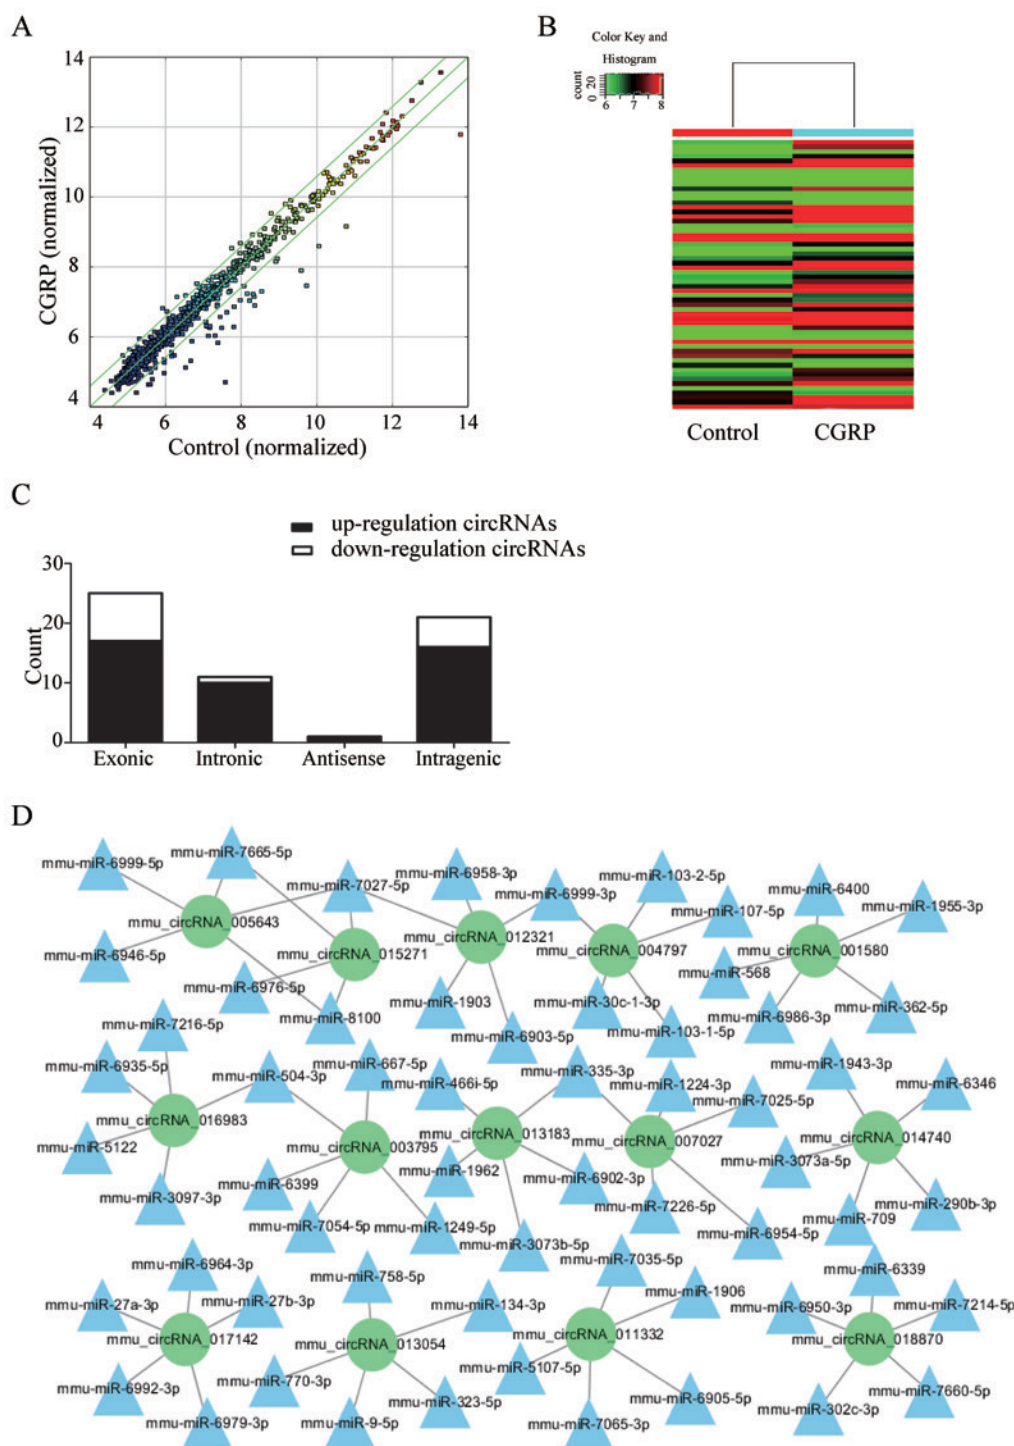 A
14
12
10
8
6
4
CGRP (normalized)
4 6 8 10 12 14
Control (normalized)
B
Color Key and
Histogram
count
0 20
6 7 8
Control CGRP
C
up-regulation circRNAs
down-regulation circRNAs
30
20
10
0
Count
Exonic Intronic Antisense Intragenic
D
mmu-miR-6999-5p
mmu-miR-7665-5p
mmu-miR-7027-5p
mmu-miR-6958-3p
mmu-miR-6999-3p
mmu-miR-103-2-5p
mmu-miR-107-5p
mmu-miR-6400
mmu-miR-1955-3p
mmu_circRNA_005643
mmu_circRNA_015271
mmu_circRNA_012321
mmu_circRNA_004797
mmu_circRNA_001580
mmu-miR-6946-5p
mmu-miR-6976-5p
mmu-miR-8100
mmu-miR-1903
mmu-miR-6903-5p
mmu-miR-30c-1-3p
mmu-miR-103-1-5p
mmu-miR-568
mmu-miR-6986-3p
mmu-miR-362-5p
mmu-miR-7216-5p
mmu-miR-6935-5p
mmu-miR-504-3p
mmu-miR-667-5p
mmu-miR-466i-5p
mmu-miR-335-3p
mmu-miR-1224-3p
mmu-miR-7025-5p
mmu-miR-1943-3p
mmu-miR-6346
mmu_circRNA_016983
mmu_circRNA_003795
mmu_circRNA_013183
mmu_circRNA_007027
mmu_circRNA_014740
mmu-miR-5122
mmu-miR-3097-3p
mmu-miR-6399
mmu-miR-7054-5p
mmu-miR-1962
mmu-miR-1249-5p
mmu-miR-3073b-5p
mmu-miR-6902-3p
mmu-miR-7226-5p
mmu-miR-6954-5p
mmu-miR-3073a-5p
mmu-miR-709
mmu-miR-290b-3p
mmu-miR-6964-3p
mmu-miR-27a-3p
mmu-miR-27b-3p
mmu-miR-758-5p
mmu-miR-134-3p
mmu-miR-7035-5p
mmu-miR-1906
mmu-miR-6339
mmu-miR-6950-3p
mmu-miR-7214-5p
mmu_circRNA_017142
mmu_circRNA_013054
mmu_circRNA_011332
mmu_circRNA_018870
mmu-miR-6992-3p
mmu-miR-6979-3p
mmu-miR-770-3p
mmu-miR-9-5p
mmu-miR-323-5p
mmu-miR-5107-5p
mmu-miR-7065-3p
mmu-miR-6905-5p
mmu-miR-302c-3p
mmu-miR-7660-5p